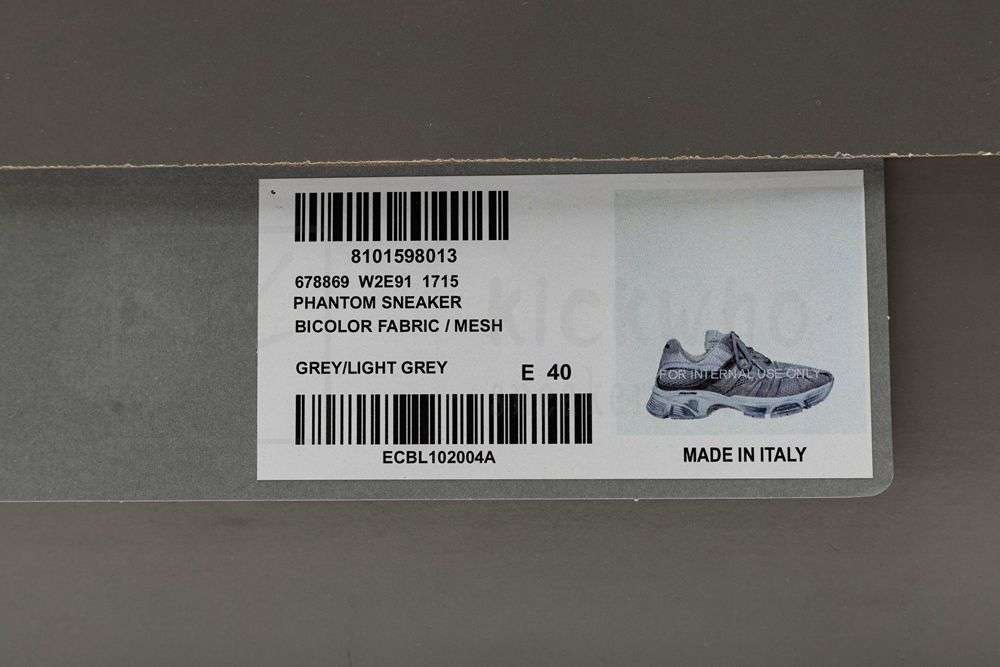 8101598013
678869 W2E91 1715
PHANTOM SNEAKER
BICOLOR FABRIC / MESH
kickwho
GREY/LIGHT GREY
E 40
FOR INTERNAL USE ONLY
ECBL102004A
MADE IN ITALY